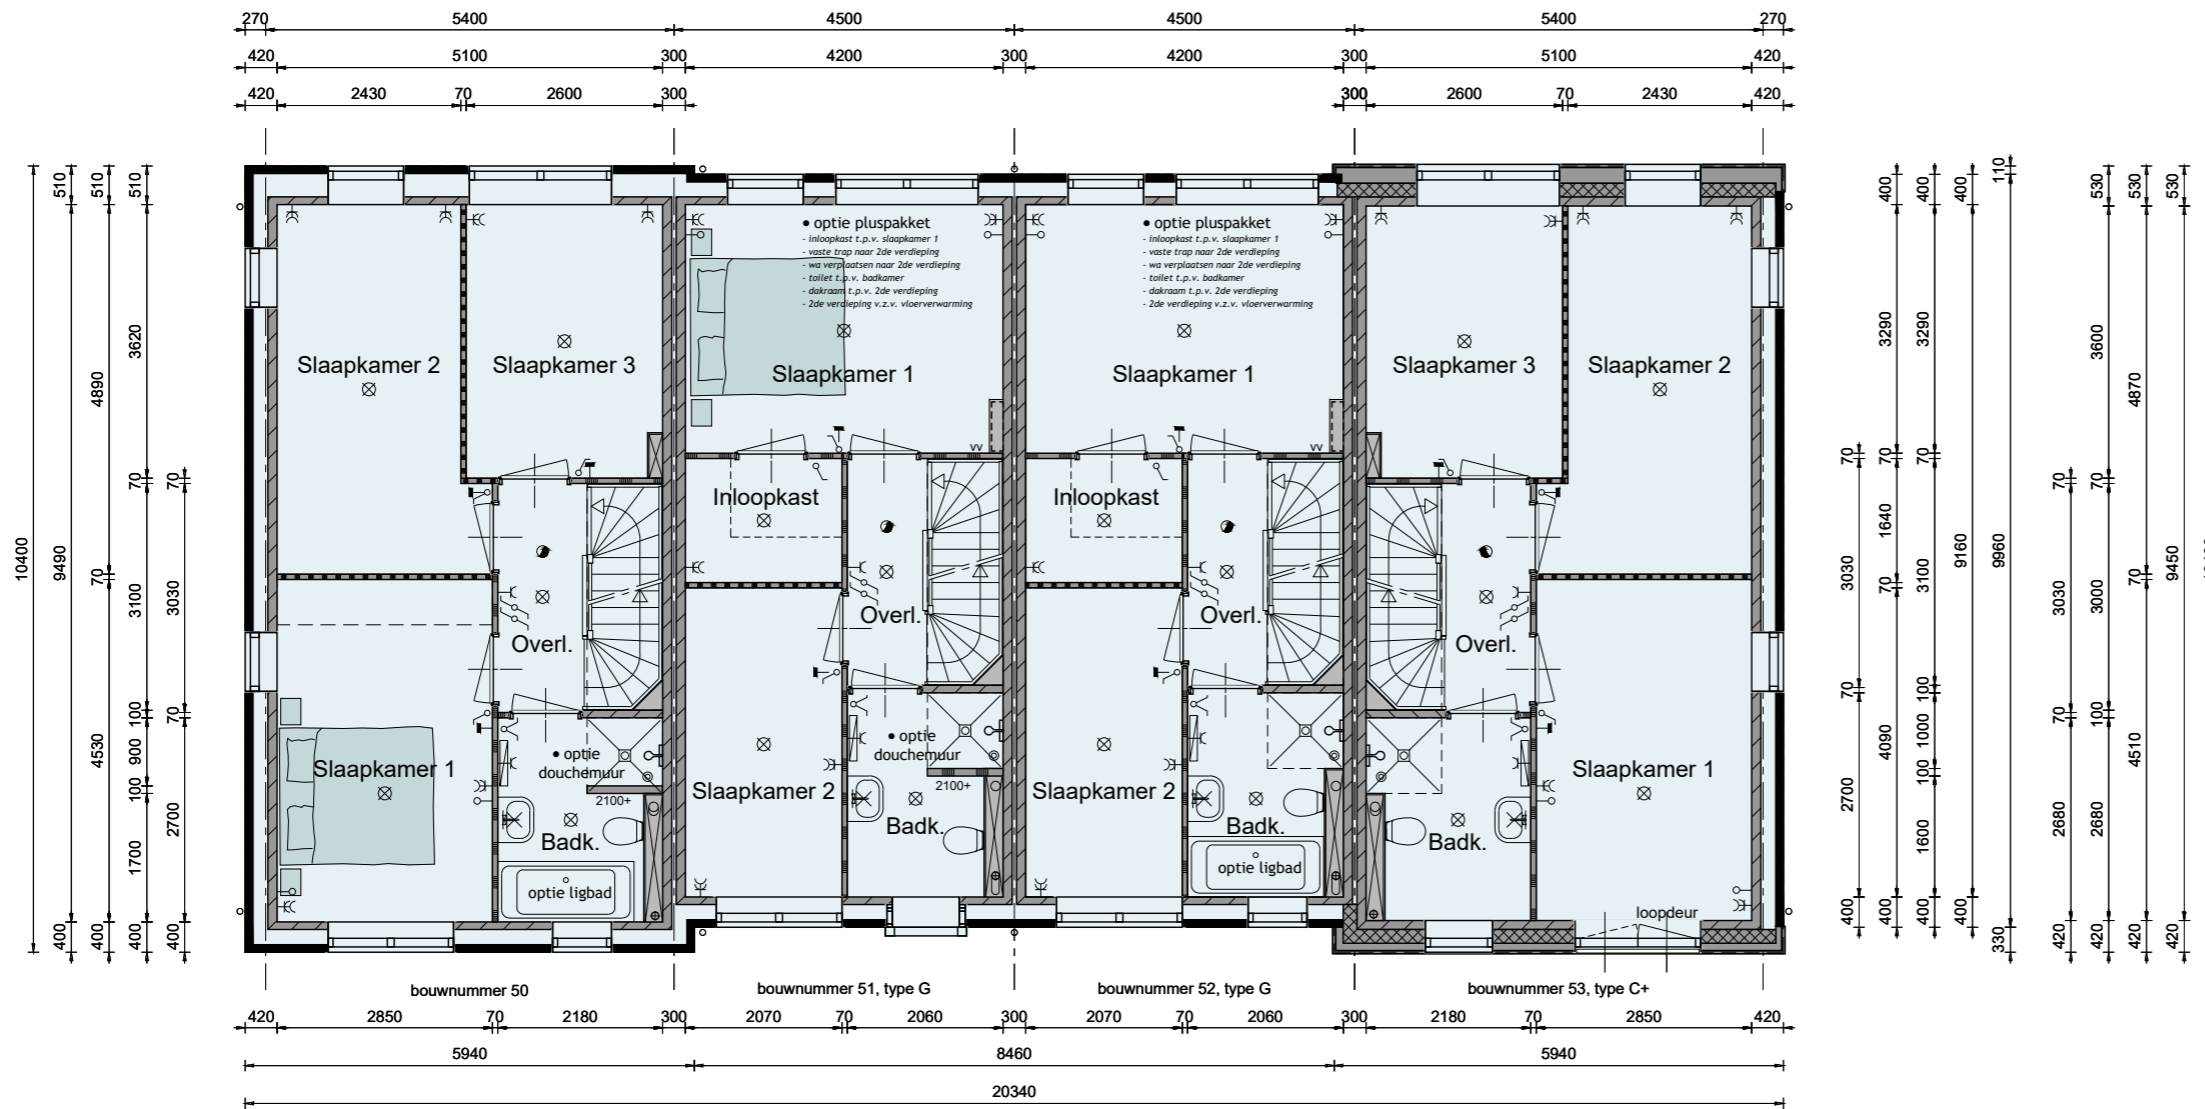 270 5400 4500 4500 5400 270
420 5100 300 4200 300 4200 300 5100 420
420 2430 70 2600 300 300 2600 70 2430 420
10400
9490
510
400
510
4890
70
4530
400
510
3620
70
3100
100
900
100
1700
400
70
3030
70
2700
400
• optie pluspakket
- inloopkast t.p.v. slaapkamer 1
- vaste trap naar 2de verdieping
- wa verplaatsen naar 2de verdieping
- toilet t.p.v. badkamer
- dakraam t.p.v. 2de verdieping
- 2de verdieping v.z.v. vloerverwarming
• optie pluspakket
- inloopkast t.p.v. slaapkamer 1
- vaste trap naar 2de verdieping
- wa verplaatsen naar 2de verdieping
- toilet t.p.v. badkamer
- dakraam t.p.v. 2de verdieping
- 2de verdieping v.z.v. vloerverwarming
Slaapkamer 2 Slaapkamer 3 Slaapkamer 1 Slaapkamer 1 Slaapkamer 3 Slaapkamer 2
vv vv
Inloopkast Inloopkast
Overl. Overl. Overl. Overl.
• optie
douchemuur
2100+
• optie
douchemuur
2100+
Slaapkamer 1 Slaapkamer 2 Slaapkamer 2 Slaapkamer 1
Badk. Badk. Badk. Badk.
optie ligbad optie ligbad
loopdeur
bouwnummer 50 bouwnummer 51, type G bouwnummer 52, type G bouwnummer 53, type C+
70
3030
70
2700
400
3290
70
1640
70
4090
400
400
3290
70
3100
100
1000
100
1600
400
400
9160
400
110
9960
330
70
3030
70
2680
420
530
3600
70
3000
100
2680
420
530
4870
70
4510
420
530
9450
420
420 2850 70 2180 300 2070 70 2060 300 2070 70 2060 300 2180 70 2850 420
5940 8460 5940
20340